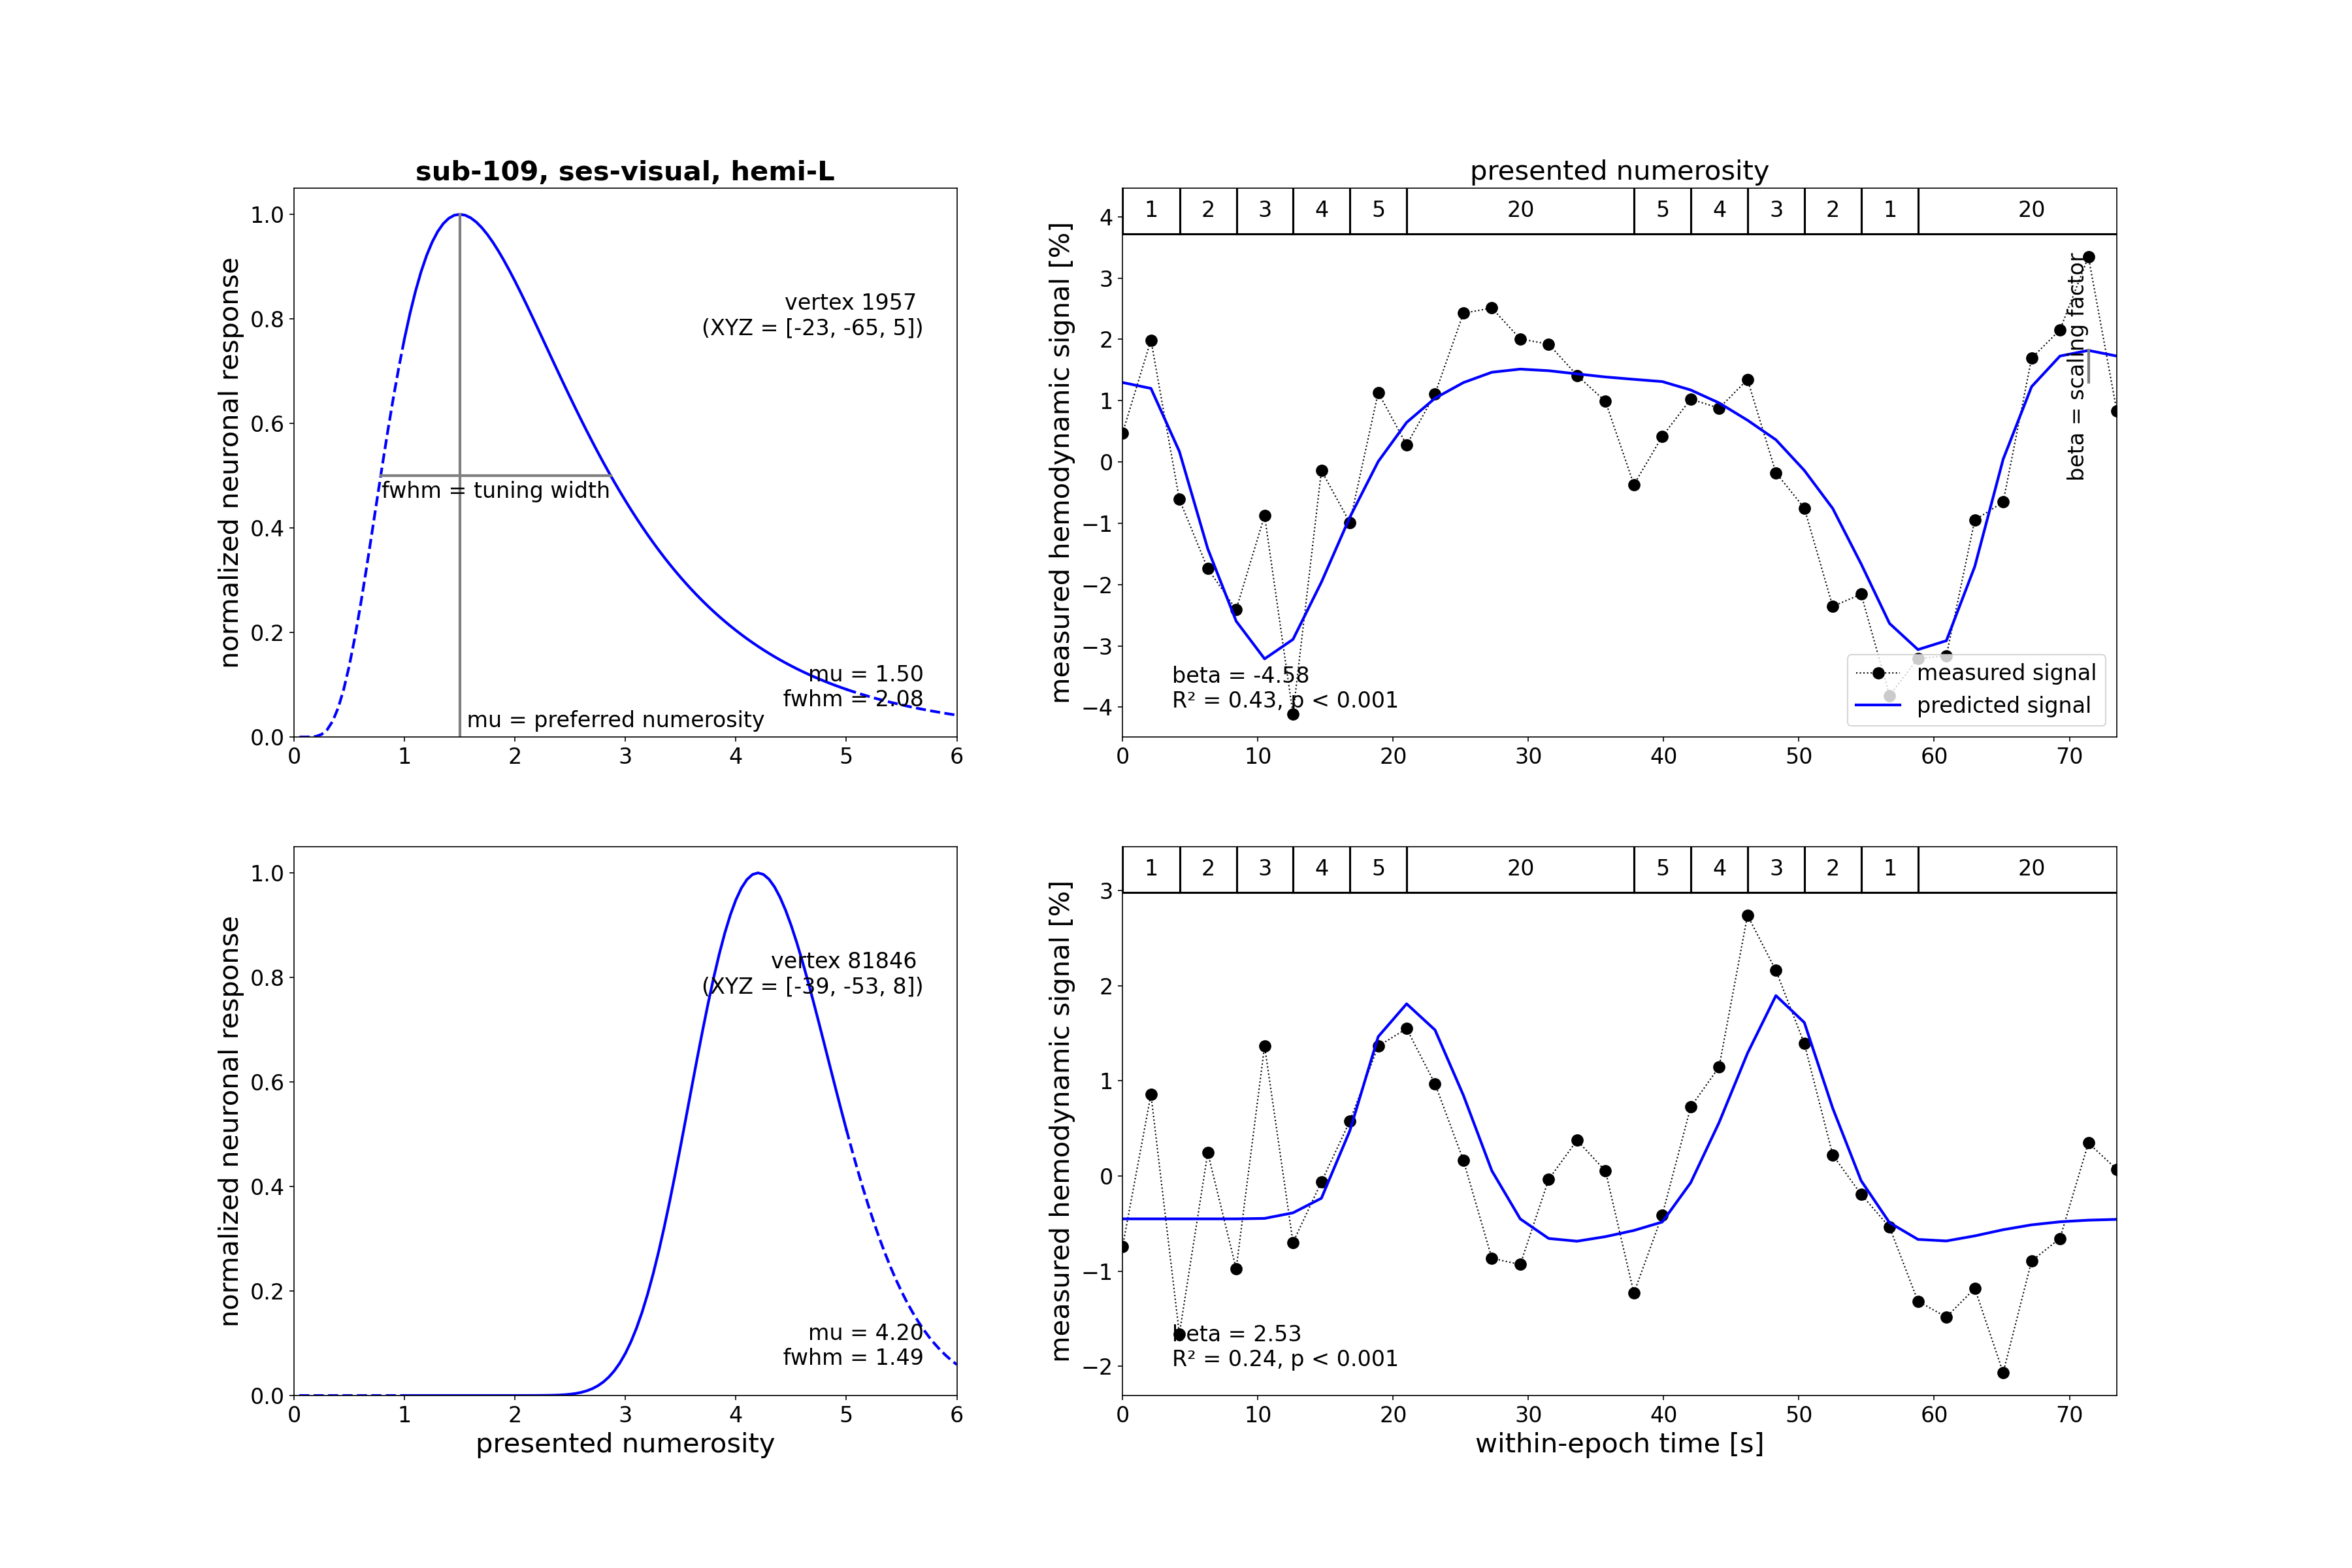 sub-109, ses-visual, hemi-L
normalized neuronal response
1.0
0.8
0.6
0.4
0.2
0.0
vertex 1957
(XYZ = [-23, -65, 5])
fwhm = tuning width
mu = 1.50
fwhm = 2.08
mu = preferred numerosity
0 1 2 3 4 5 6
presented numerosity
1 2 3 4 5 20 5 4 3 2 1 20
measured hemodynamic signal [%]
4
3
2
1
0
−1
−2
−3
−4
beta = scaling factor
beta = -4.58
R² = 0.43, p < 0.001
measured signal
predicted signal
0 10 20 30 40 50 60 70
normalized neuronal response
1.0
0.8
0.6
0.4
0.2
0.0
vertex 81846
(XYZ = [-39, -53, 8])
mu = 4.20
fwhm = 1.49
0 1 2 3 4 5 6
presented numerosity
1 2 3 4 5 20 5 4 3 2 1 20
measured hemodynamic signal [%]
3
2
1
0
−1
−2
beta = 2.53
R² = 0.24, p < 0.001
0 10 20 30 40 50 60 70
within-epoch time [s]